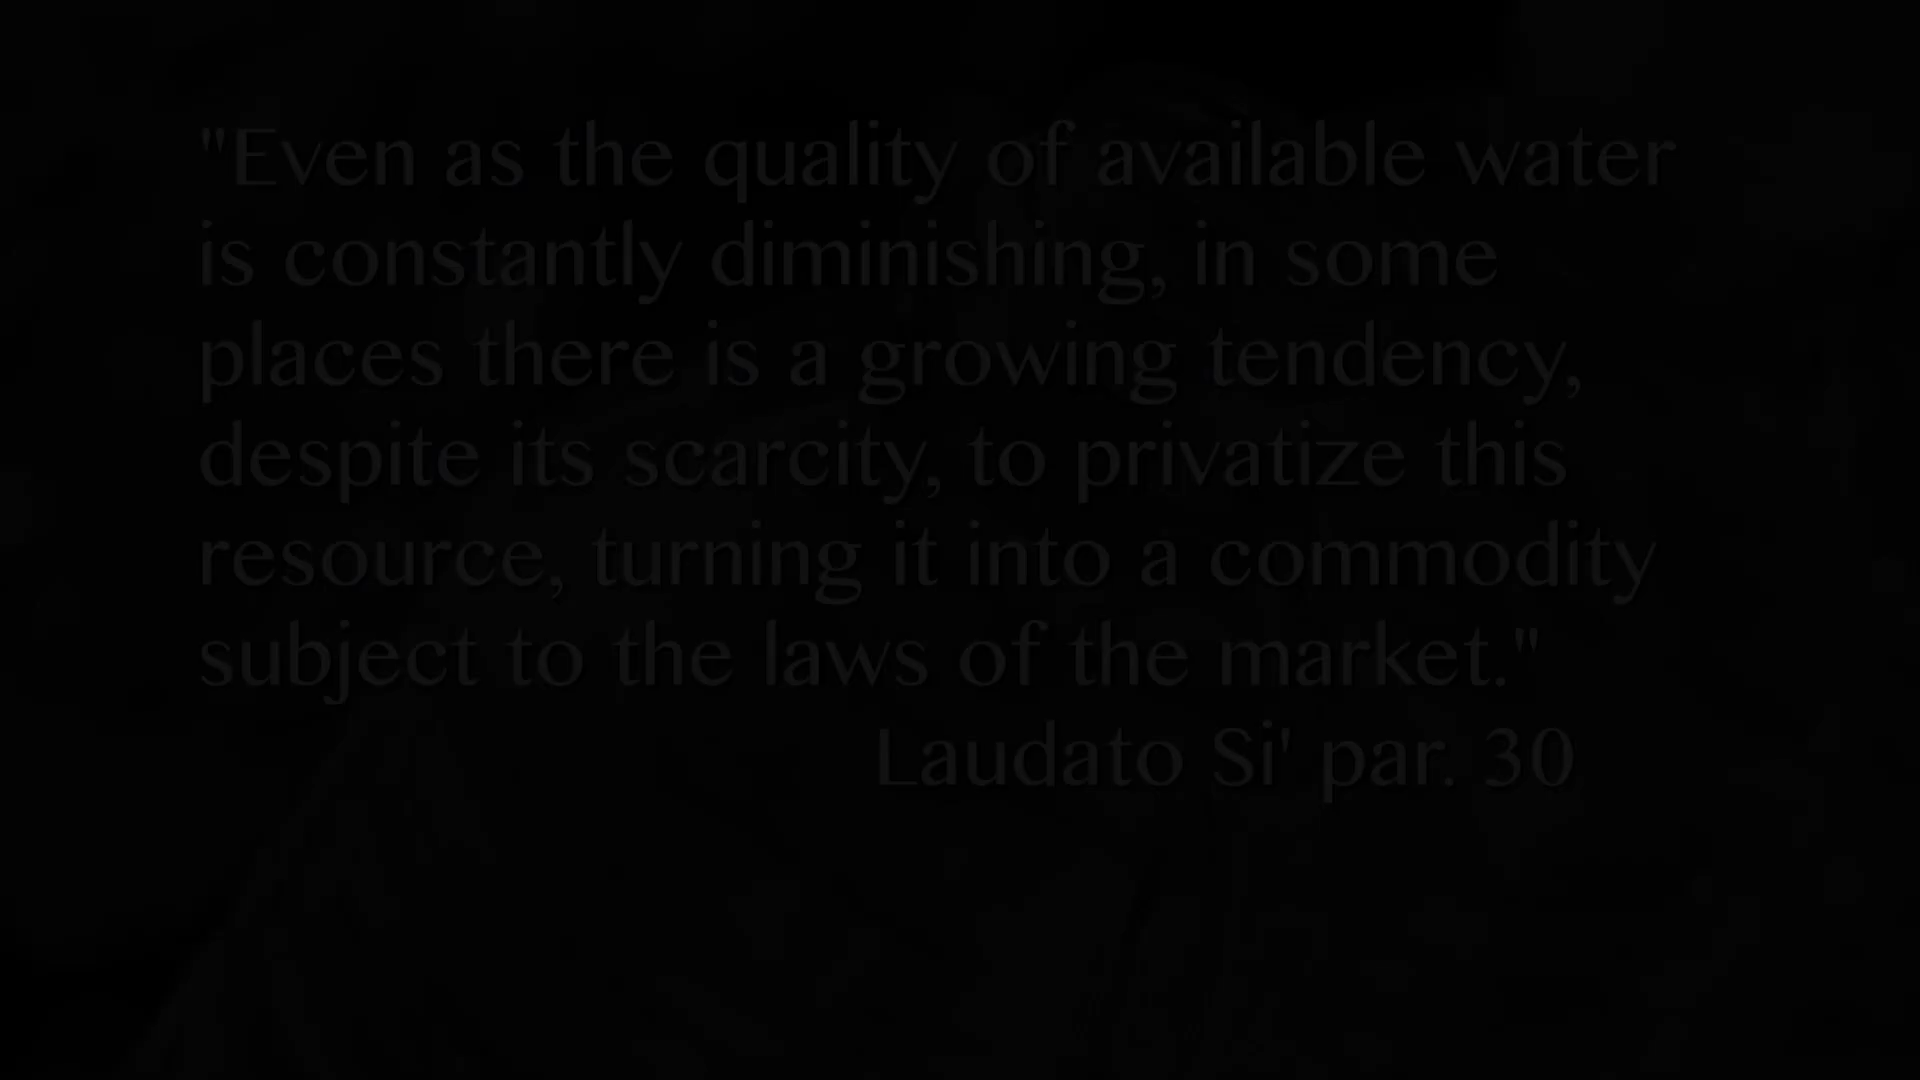 "Even as the quality of available water
is constantly diminishing, in some
places there is a growing tendency,
despite its scarcity, to privatize this
resource, turning it into a commodity
subject to the laws of the market."
Laudato Si' par. 30